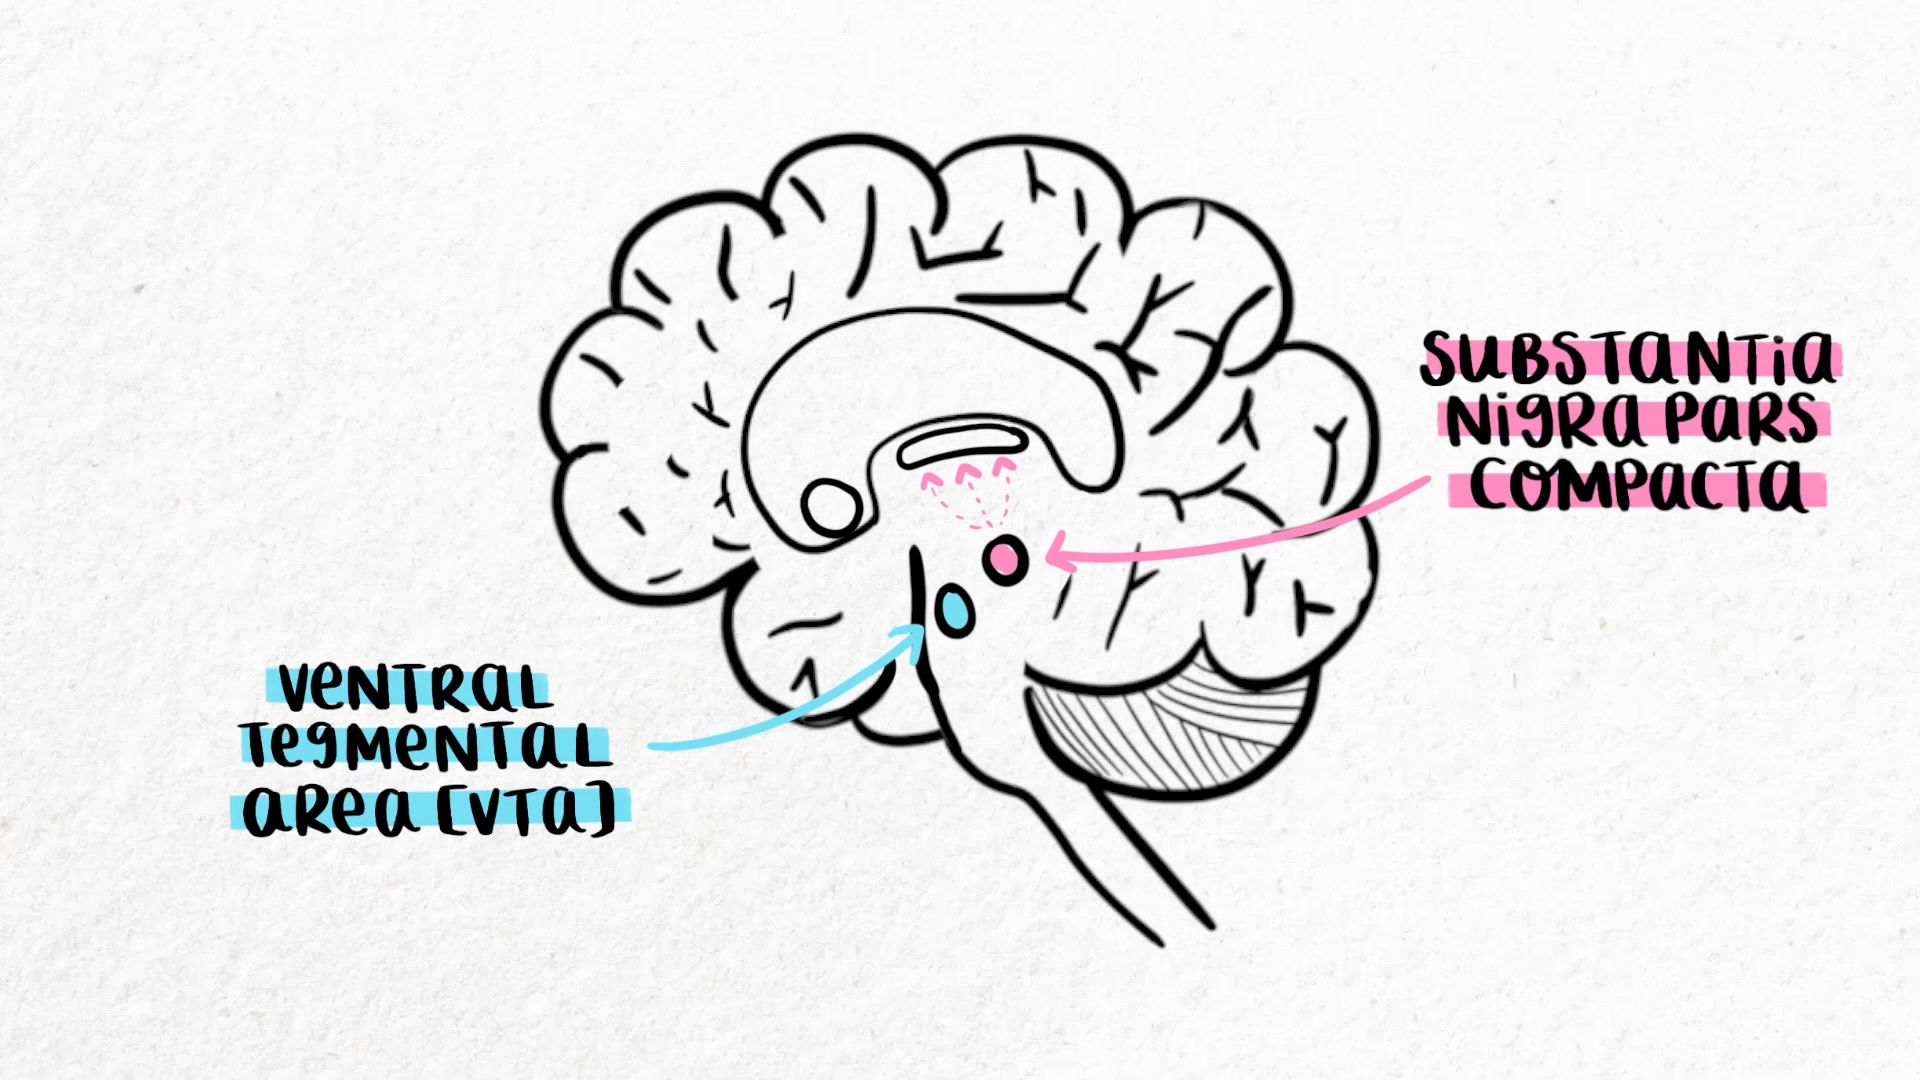 SUBSTANTIA
NIGRA PARS
COMPACTA
VENTRAL
TEGMENTAL
AREA [VTA]